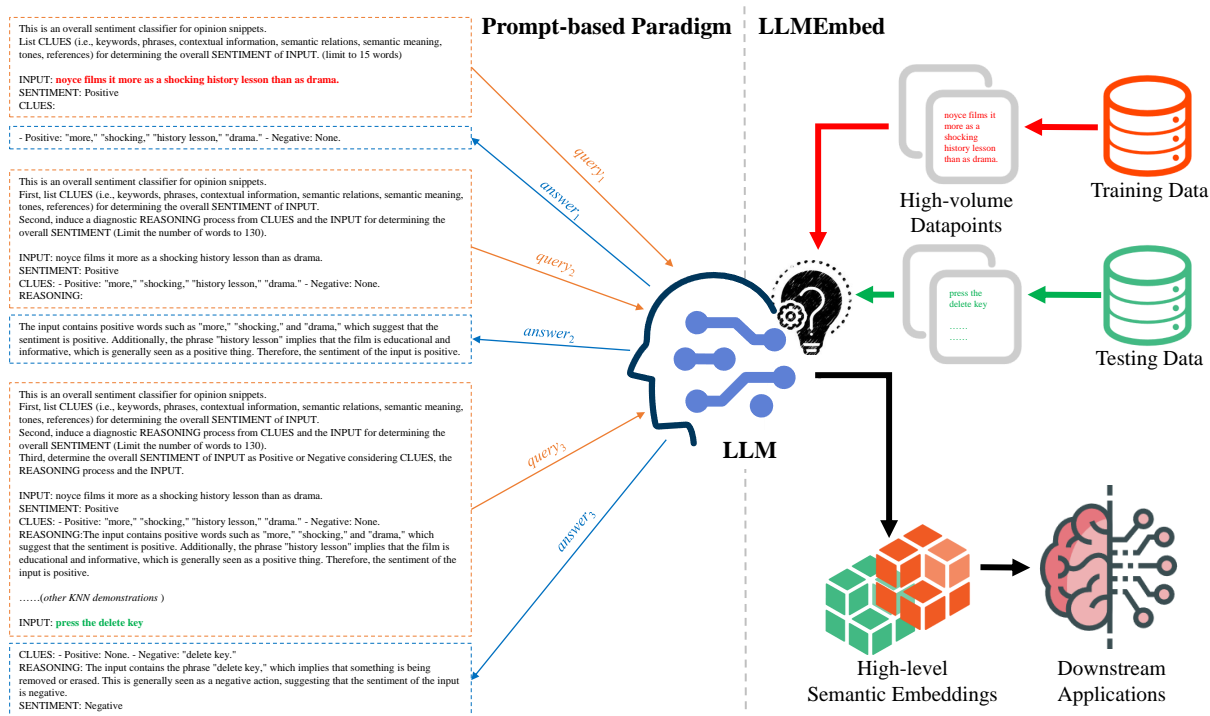 Prompt-based Paradigm
LLMEmbed
This is an overall sentiment classifier for opinion snippets.
List CLUES (i.e., keywords, phrases, contextual information, semantic relations, semantic meaning,
tones, references) for determining the overall SENTIMENT of INPUT. (limit to 15 words)
INPUT: noyce films it more as a shocking history lesson than as drama.
SENTIMENT: Positive
CLUES:
- Positive: "more," "shocking," "history lesson," "drama." - Negative: None.
This is an overall sentiment classifier for opinion snippets.
First, list CLUES (i.e., keywords, phrases, contextual information, semantic relations, semantic meaning,
tones, references) for determining the overall SENTIMENT of INPUT.
Second, induce a diagnostic REASONING process from CLUES and the INPUT for determining the
overall SENTIMENT (Limit the number of words to 130).
INPUT: noyce films it more as a shocking history lesson than as drama.
SENTIMENT: Positive
CLUES: - Positive: "more," "shocking," "history lesson," "drama." - Negative: None.
REASONING:
The input contains positive words such as "more," "shocking," and "drama," which suggest that the
sentiment is positive. Additionally, the phrase "history lesson" implies that the film is educational and
informative, which is generally seen as a positive thing. Therefore, the sentiment of the input is positive.
This is an overall sentiment classifier for opinion snippets.
First, list CLUES (i.e., keywords, phrases, contextual information, semantic relations, semantic meaning,
tones, references) for determining the overall SENTIMENT of INPUT.
Second, induce a diagnostic REASONING process from CLUES and the INPUT for determining the
overall SENTIMENT (Limit the number of words to 130).
Third, determine the overall SENTIMENT of INPUT as Positive or Negative considering CLUES, the
REASONING process and the INPUT.
INPUT: noyce films it more as a shocking history lesson than as drama.
SENTIMENT: Positive
CLUES: - Positive: "more," "shocking," "history lesson," "drama." - Negative: None.
REASONING:The input contains positive words such as "more," "shocking," and "drama," which
suggest that the sentiment is positive. Additionally, the phrase "history lesson" implies that the film is
educational and informative, which is generally seen as a positive thing. Therefore, the sentiment of the
input is positive.
......(other KNN demonstrations )
INPUT: press the delete key
CLUES: - Positive: None. - Negative: "delete key."
REASONING: The input contains the phrase "delete key," which implies that something is being
removed or erased. This is generally seen as a negative action, suggesting that the sentiment of the input
is negative.
SENTIMENT: Negative
query1
answer1
query2
answer2
query3
answer3
LLM
noyce films it
more as a
shocking
history lesson
than as drama.
High-volume
Datapoints
Training Data
press the
delete key
......
......
Testing Data
High-level
Semantic Embeddings
Downstream
Applications